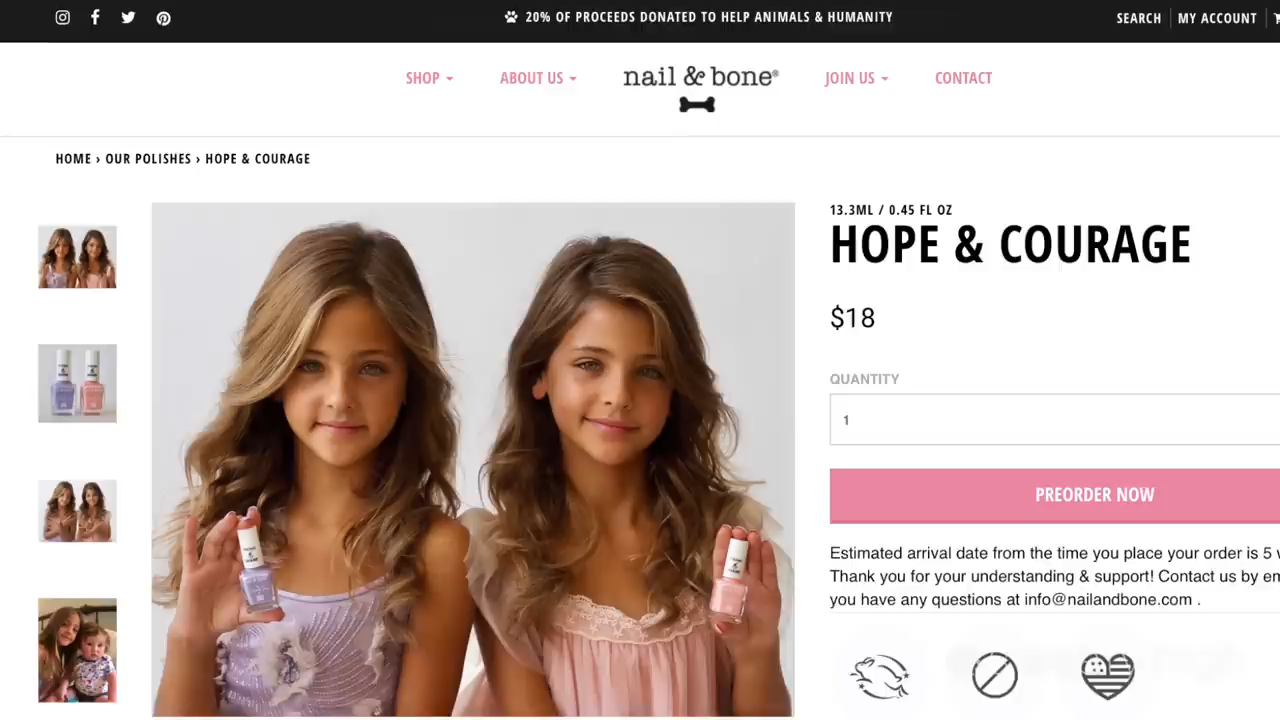 20% OF PROCEEDS DONATED TO HELP ANIMALS & HUMANITY
SEARCH
MY ACCOUNT
SHOP
ABOUT US
nail & bone®
JOIN US
CONTACT
HOME › OUR POLISHES › HOPE & COURAGE
13.3ML / 0.45 FL OZ
HOPE & COURAGE
$18
QUANTITY
1
PREORDER NOW
Estimated arrival date from the time you place your order is 5
Thank you for your understanding & support! Contact us by
you have any questions at info@nailandbone.com .